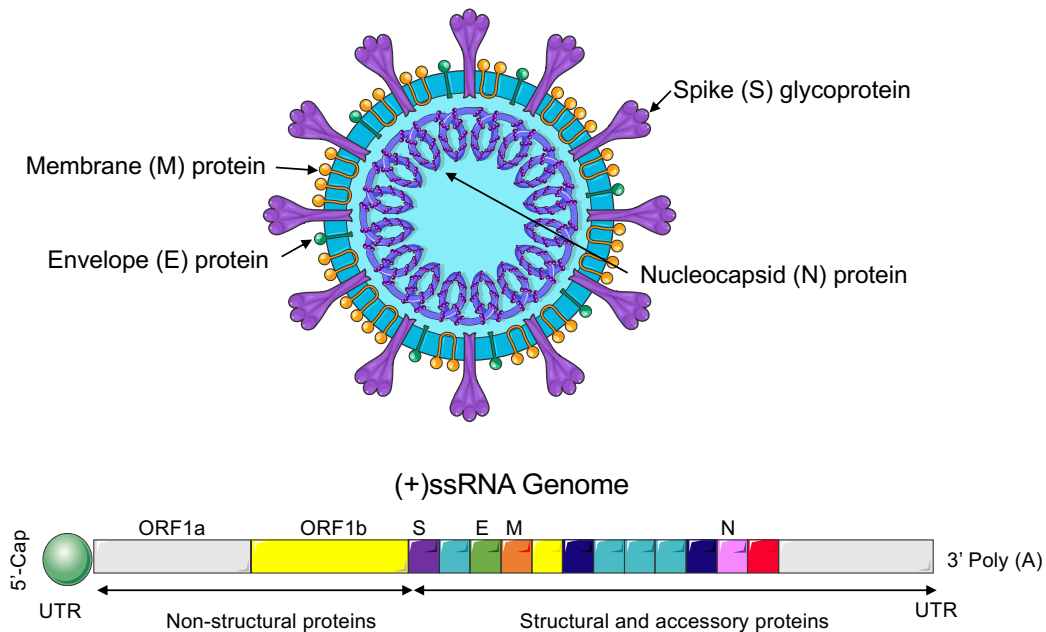 Spike (S) glycoprotein
Membrane (M) protein
Envelope (E) protein
Nucleocapsid (N) protein
(+)ssRNA Genome
ORF1a ORF1b S E M N
5'-Cap
3' Poly (A)
UTR UTR
Non-structural proteins Structural and accessory proteins